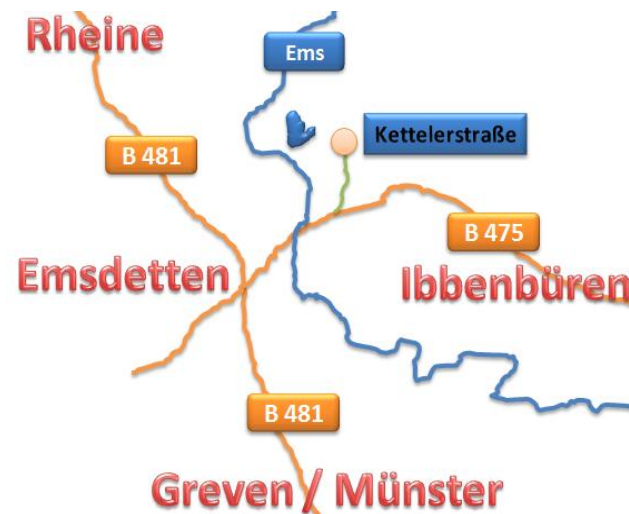 Rheine
Ems
Kettelerstraße
B 481
B 475
Emsdetten
Ibbenbüren
B 481
Greven / Münster